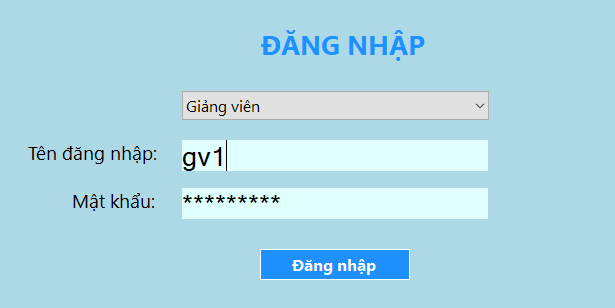 ĐĂNG NHẬP
Giảng viên
Tên đăng nhập:
gv1
Mật khẩu:
*********
Đăng nhập